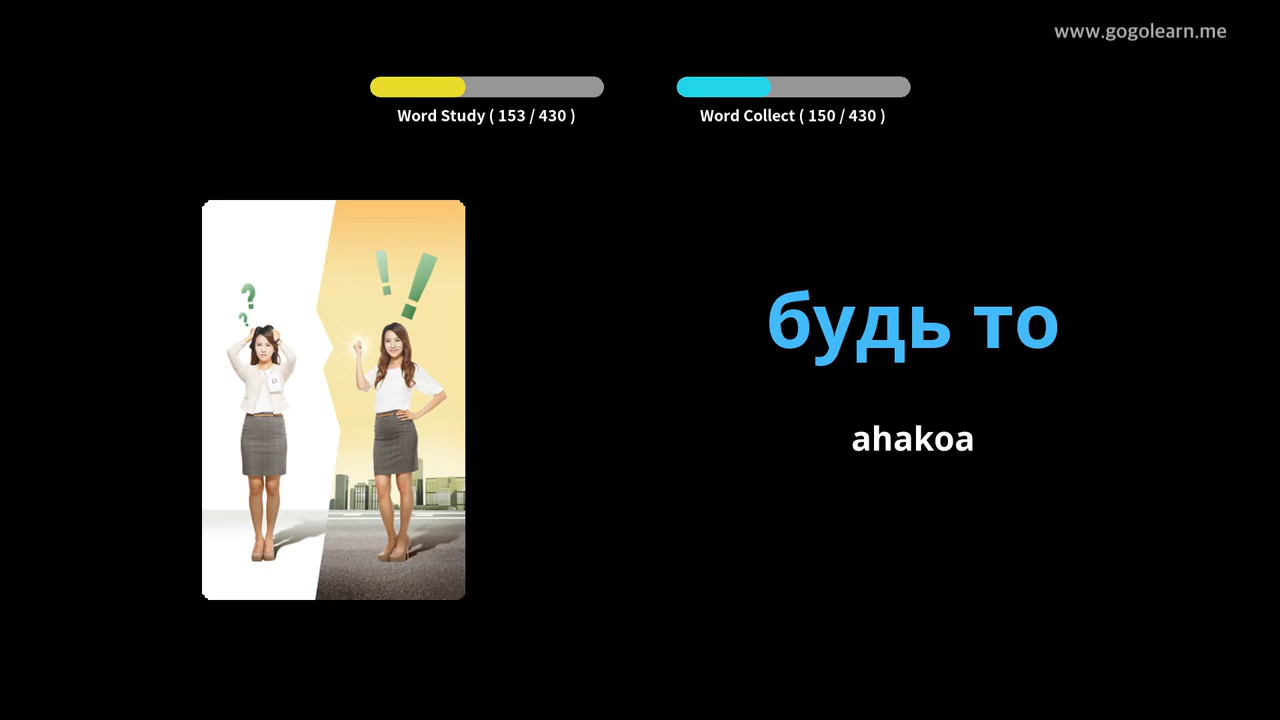 www.gogolearn.me
Word Study ( 153 / 430 )
Word Collect ( 150 / 430 )
? ?
! !
будь то
ahakoa